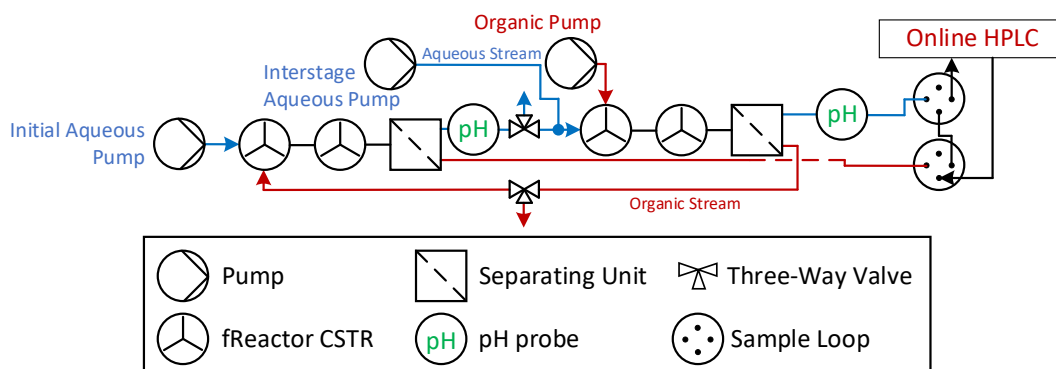 Organic Pump
Online HPLC
Aqueous Stream
Interstage
Aqueous Pump
Initial Aqueous
Pump
pH
pH
Organic Stream
Pump
Separating Unit
Three-Way Valve
fReactor CSTR
pH
pH probe
Sample Loop